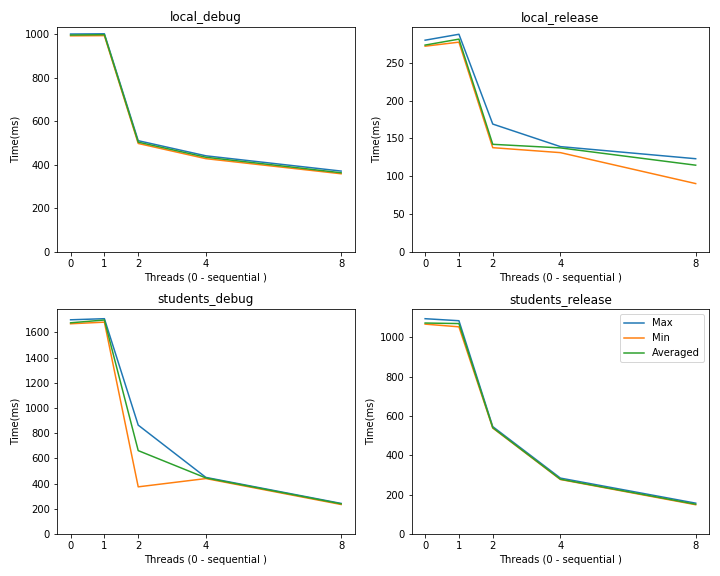 local_debug
1000
800
600
400
200
0
Time(ms)
0 1 2 4 8
Threads (0 - sequential )
local_release
250
200
150
100
50
0
Time(ms)
0 1 2 4 8
Threads (0 - sequential )
students_debug
1600
1400
1200
1000
800
600
400
200
0
Time(ms)
0 1 2 4 8
Threads (0 - sequential )
students_release
Max
Min
Averaged
1000
800
600
400
200
0
Time(ms)
0 1 2 4 8
Threads (0 - sequential )